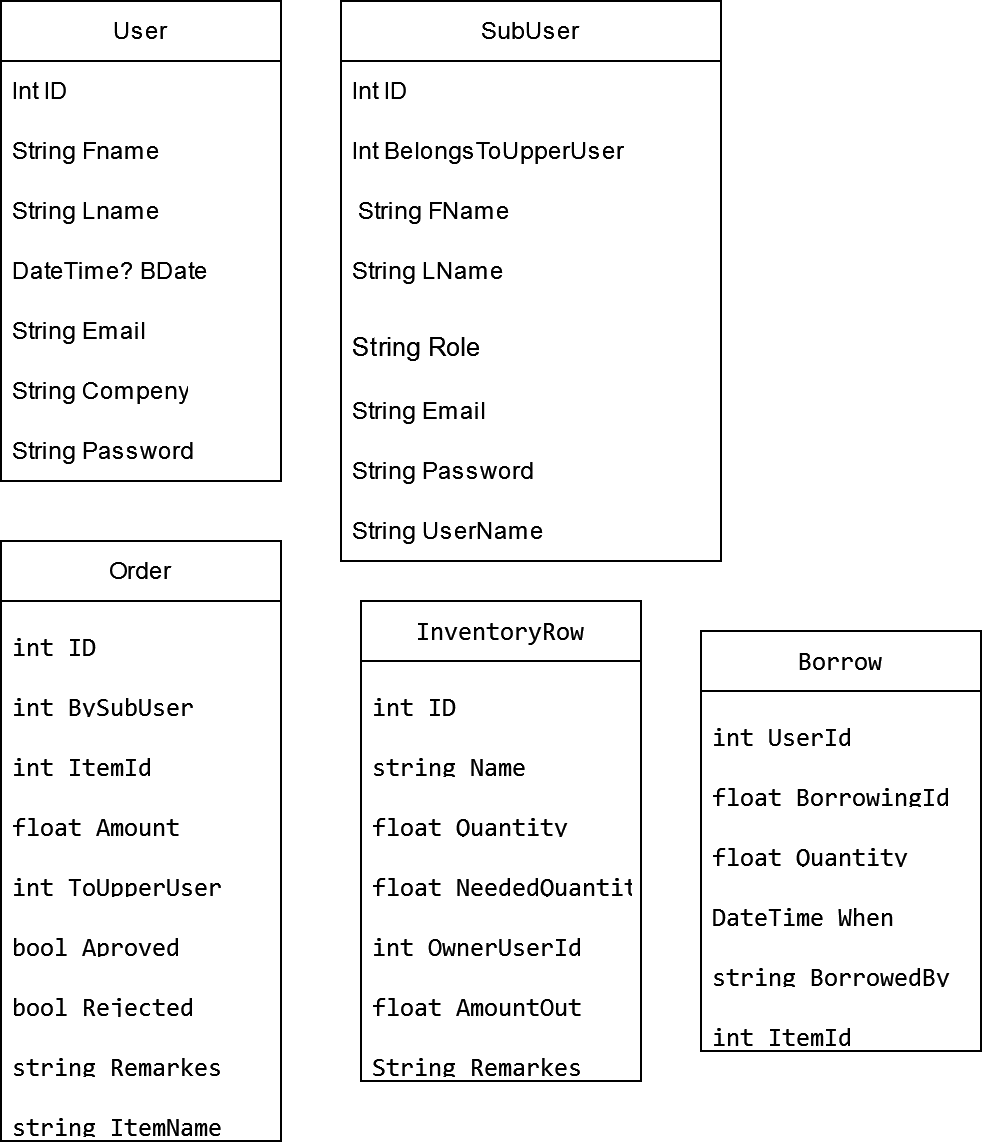 User
Int ID
String Fname
String Lname
DateTime? BDate
String Email
String Compeny
String Password
SubUser
Int ID
Int BelongsToUpperUser
String FName
String LName
String Role
String Email
String Password
String UserName
Order
int ID
int BySubUser
int ItemId
float Amount
int ToUpperUser
bool Aproved
bool Rejected
string Remarkes
string ItemName
InventoryRow
int ID
string Name
float Quantity
float NeededQuantit
int OwnerUserId
float AmountOut
String Remarkes
Borrow
int UserId
float BorrowingId
float Quantity
DateTime When
string BorrowedBy
int ItemId